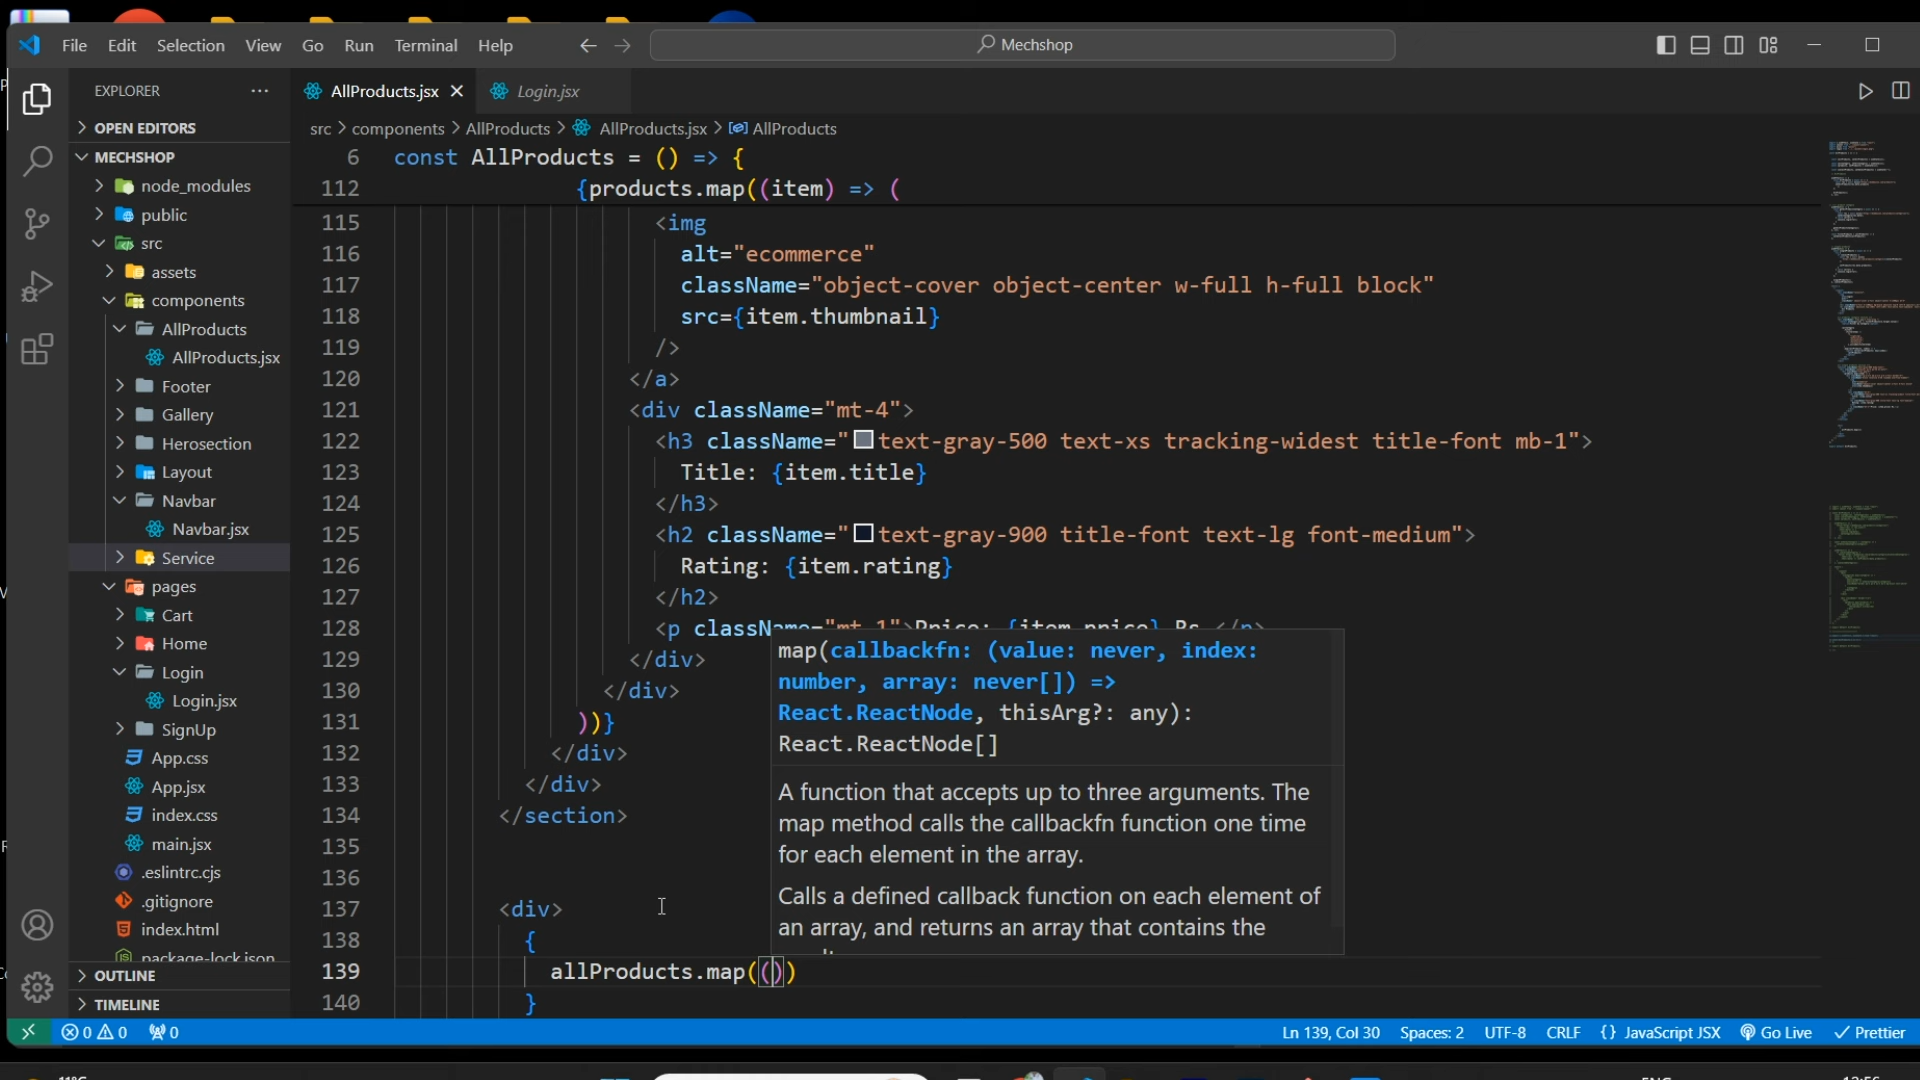 File Edit Selection View Go Run Terminal Help
Mechshop
EXPLORER
OPEN EDITORS
MECHSHOP
node_modules
public
src
assets
components
AllProducts
AllProducts.jsx
Footer
Gallery
Herosection
Layout
Navbar
Navbar.jsx
Service
pages
Cart
Home
Login
Login.jsx
SignUp
App.css
App.jsx
index.css
main.jsx
.eslintrc.cjs
.gitignore
index.html
package-lock.json
OUTLINE
TIMELINE
AllProducts.jsx Login.jsx
src > components > AllProducts > AllProducts.jsx > AllProducts
6 const AllProducts = () => {
112 {products.map((item) => (
115 <img
116 alt="ecommerce"
117 className="object-cover object-center w-full h-full block"
118 src={item.thumbnail}
119 />
120 </a>
121 <div className="mt-4">
122 <h3 className="text-gray-500 text-xs tracking-widest title-font mb-1">
123 Title: {item.title}
124 </h3>
125 <h2 className="text-gray-900 title-font text-lg font-medium">
126 Rating: {item.rating}
127 </h2>
128 <p className="mt-1">Price: {item.price} Rs.</p>
129 </div>
130 </div>
131 ))}
132 </div>
133 </div>
134 </section>
135
136
137 <div>
138 {
139 allProducts.map(())
140 }
map(callbackfn: (value: never, index:
number, array: never[]) =>
React.ReactNode, thisArg?: any):
React.ReactNode[]
A function that accepts up to three arguments. The
map method calls the callbackfn function one time
for each element in the array.
Calls a defined callback function on each element of
an array, and returns an array that contains the
0 0 0
Ln 139, Col 30 Spaces: 2 UTF-8 CRLF {} JavaScript JSX Go Live Prettier